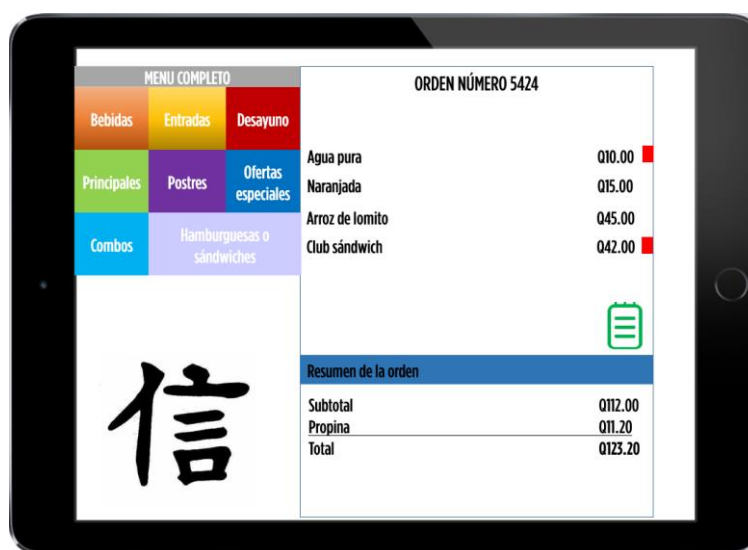 MENU COMPLETO
Bebidas
Entradas
Desayuno
Principales
Postres
Ofertas
especiales
Combos
Hamburguesas o
sándwiches
信
ORDEN NÚMERO 5424
Agua pura Q10.00
Naranjada Q15.00
Arroz de lomito Q45.00
Club sándwich Q42.00
Resumen de la orden
Subtotal Q112.00
Propina Q11.20
Total Q123.20